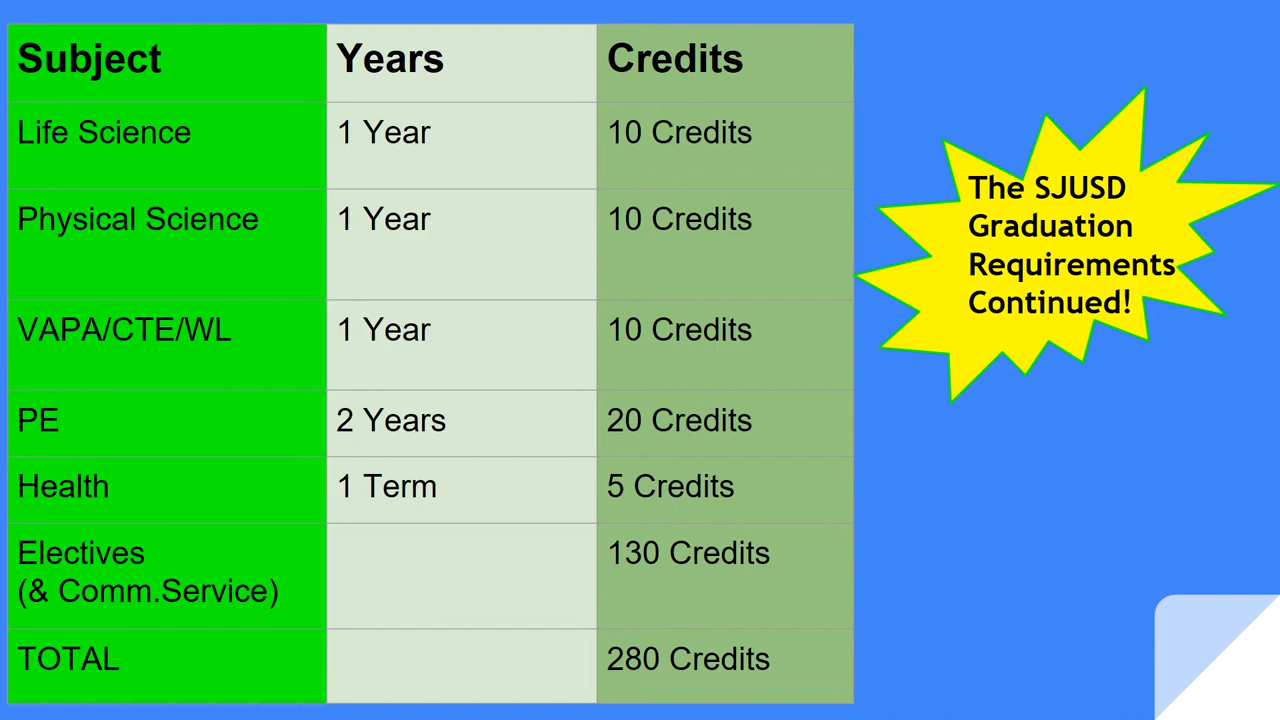 Subject Years Credits
Life Science 1 Year 10 Credits
Physical Science 1 Year 10 Credits
VAPA/CTE/WL 1 Year 10 Credits
PE 2 Years 20 Credits
Health 1 Term 5 Credits
Electives 130 Credits
(& Comm.Service)
TOTAL 280 Credits
The SJUSD
Graduation
Requirements
Continued!